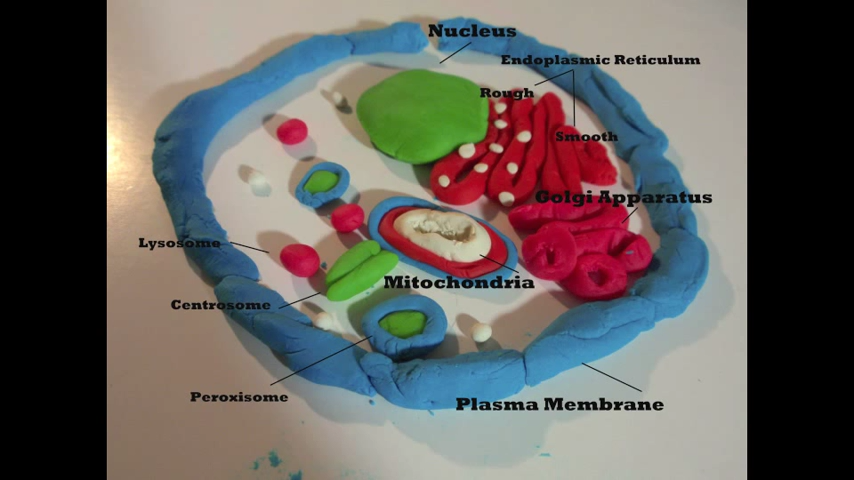 Nucleus
Endoplasmic Reticulum
Rough
Smooth
Golgi Apparatus
Lysosome
Mitochondria
Centrosome
Peroxisome
Plasma Membrane